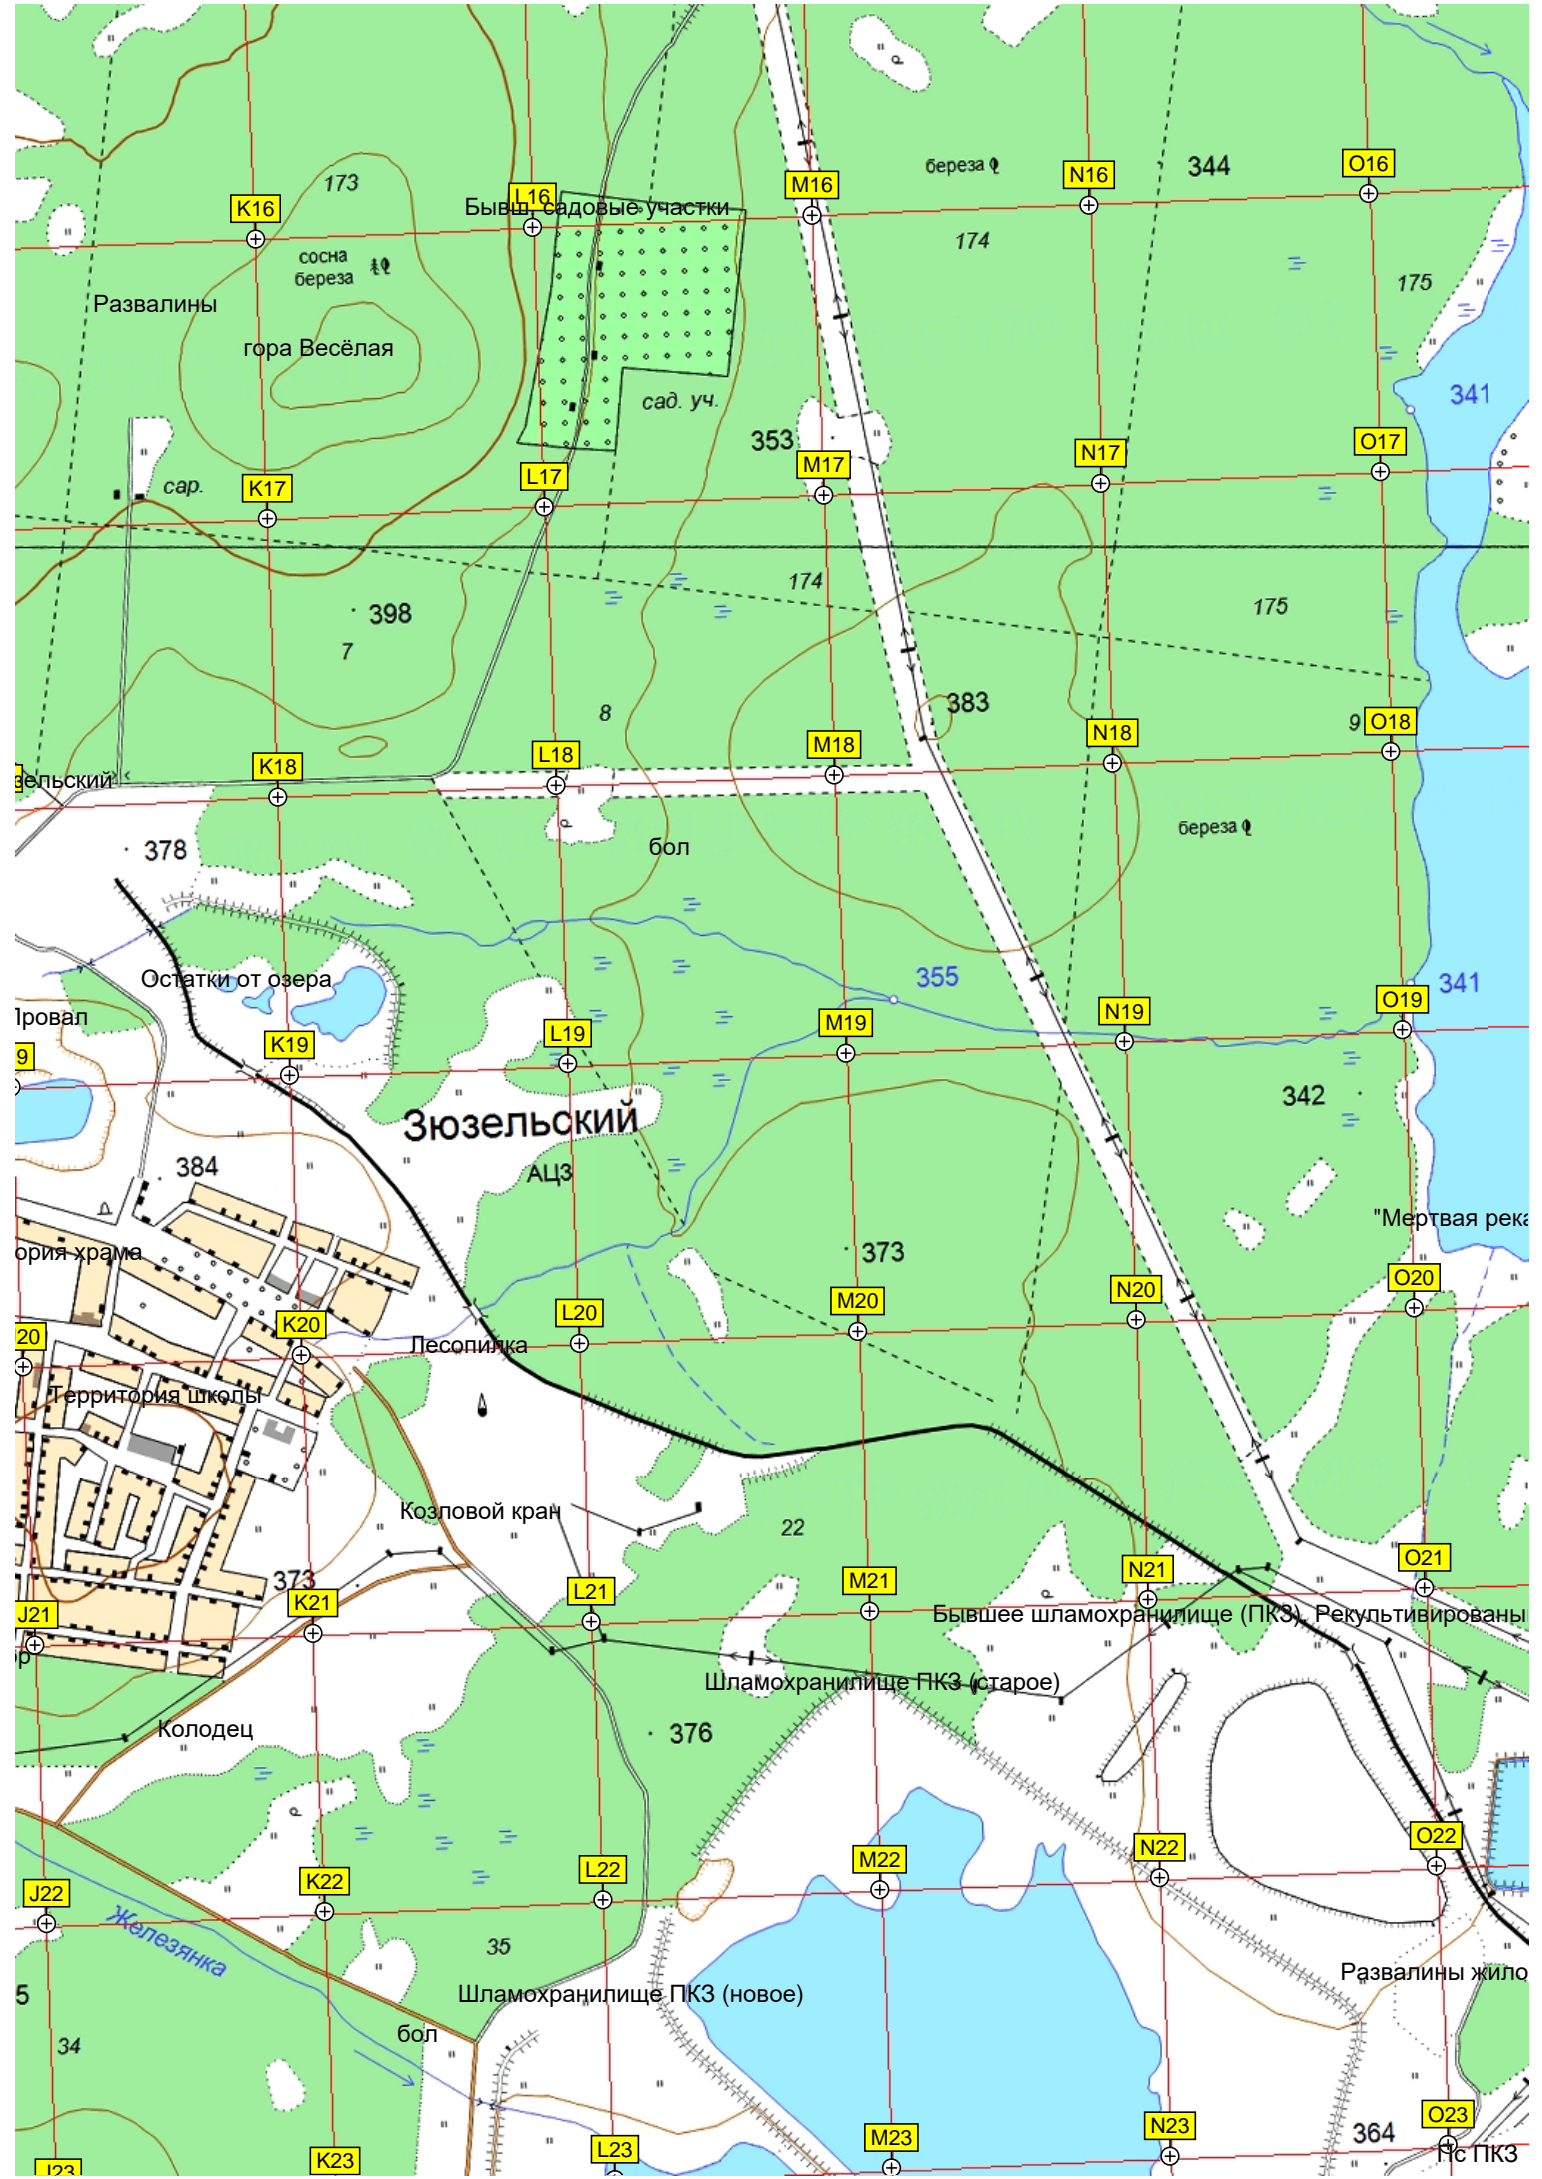 O16
344
береза
N16
M16
173
L16
Бывш. садовые участки
K16
174
сосна
береза
175
Развалины
гора Весёлая
341
сад. уч.
353
O17
N17
M17
L17
K17
сар.
174
175
398
7
383
8
9
O18
N18
M18
L18
K18
зельский
береза
378
бол
355
341
Остатки от озера
O19
N19
M19
L19
K19
Провал
9
342
Зюзельский
АЦЗ
384
"Мертвая река
ория храма
373
O20
N20
M20
L20
K20
20
Лесопилка
Территория школы
Козловой кран
22
O21
N21
M21
L21
373
K21
J21
Бывшее шламохранилище (ПКЗ). Рекультивированы
ор
Шламохранилище ПКЗ (старое)
Колодец
376
O22
N22
M22
L22
K22
J22
Железянка
35
Развалины жило
Шламохранилище ПКЗ (новое)
5
бол
34
O23
N23
364
M23
L23
K23
J23
Пс ПКЗ